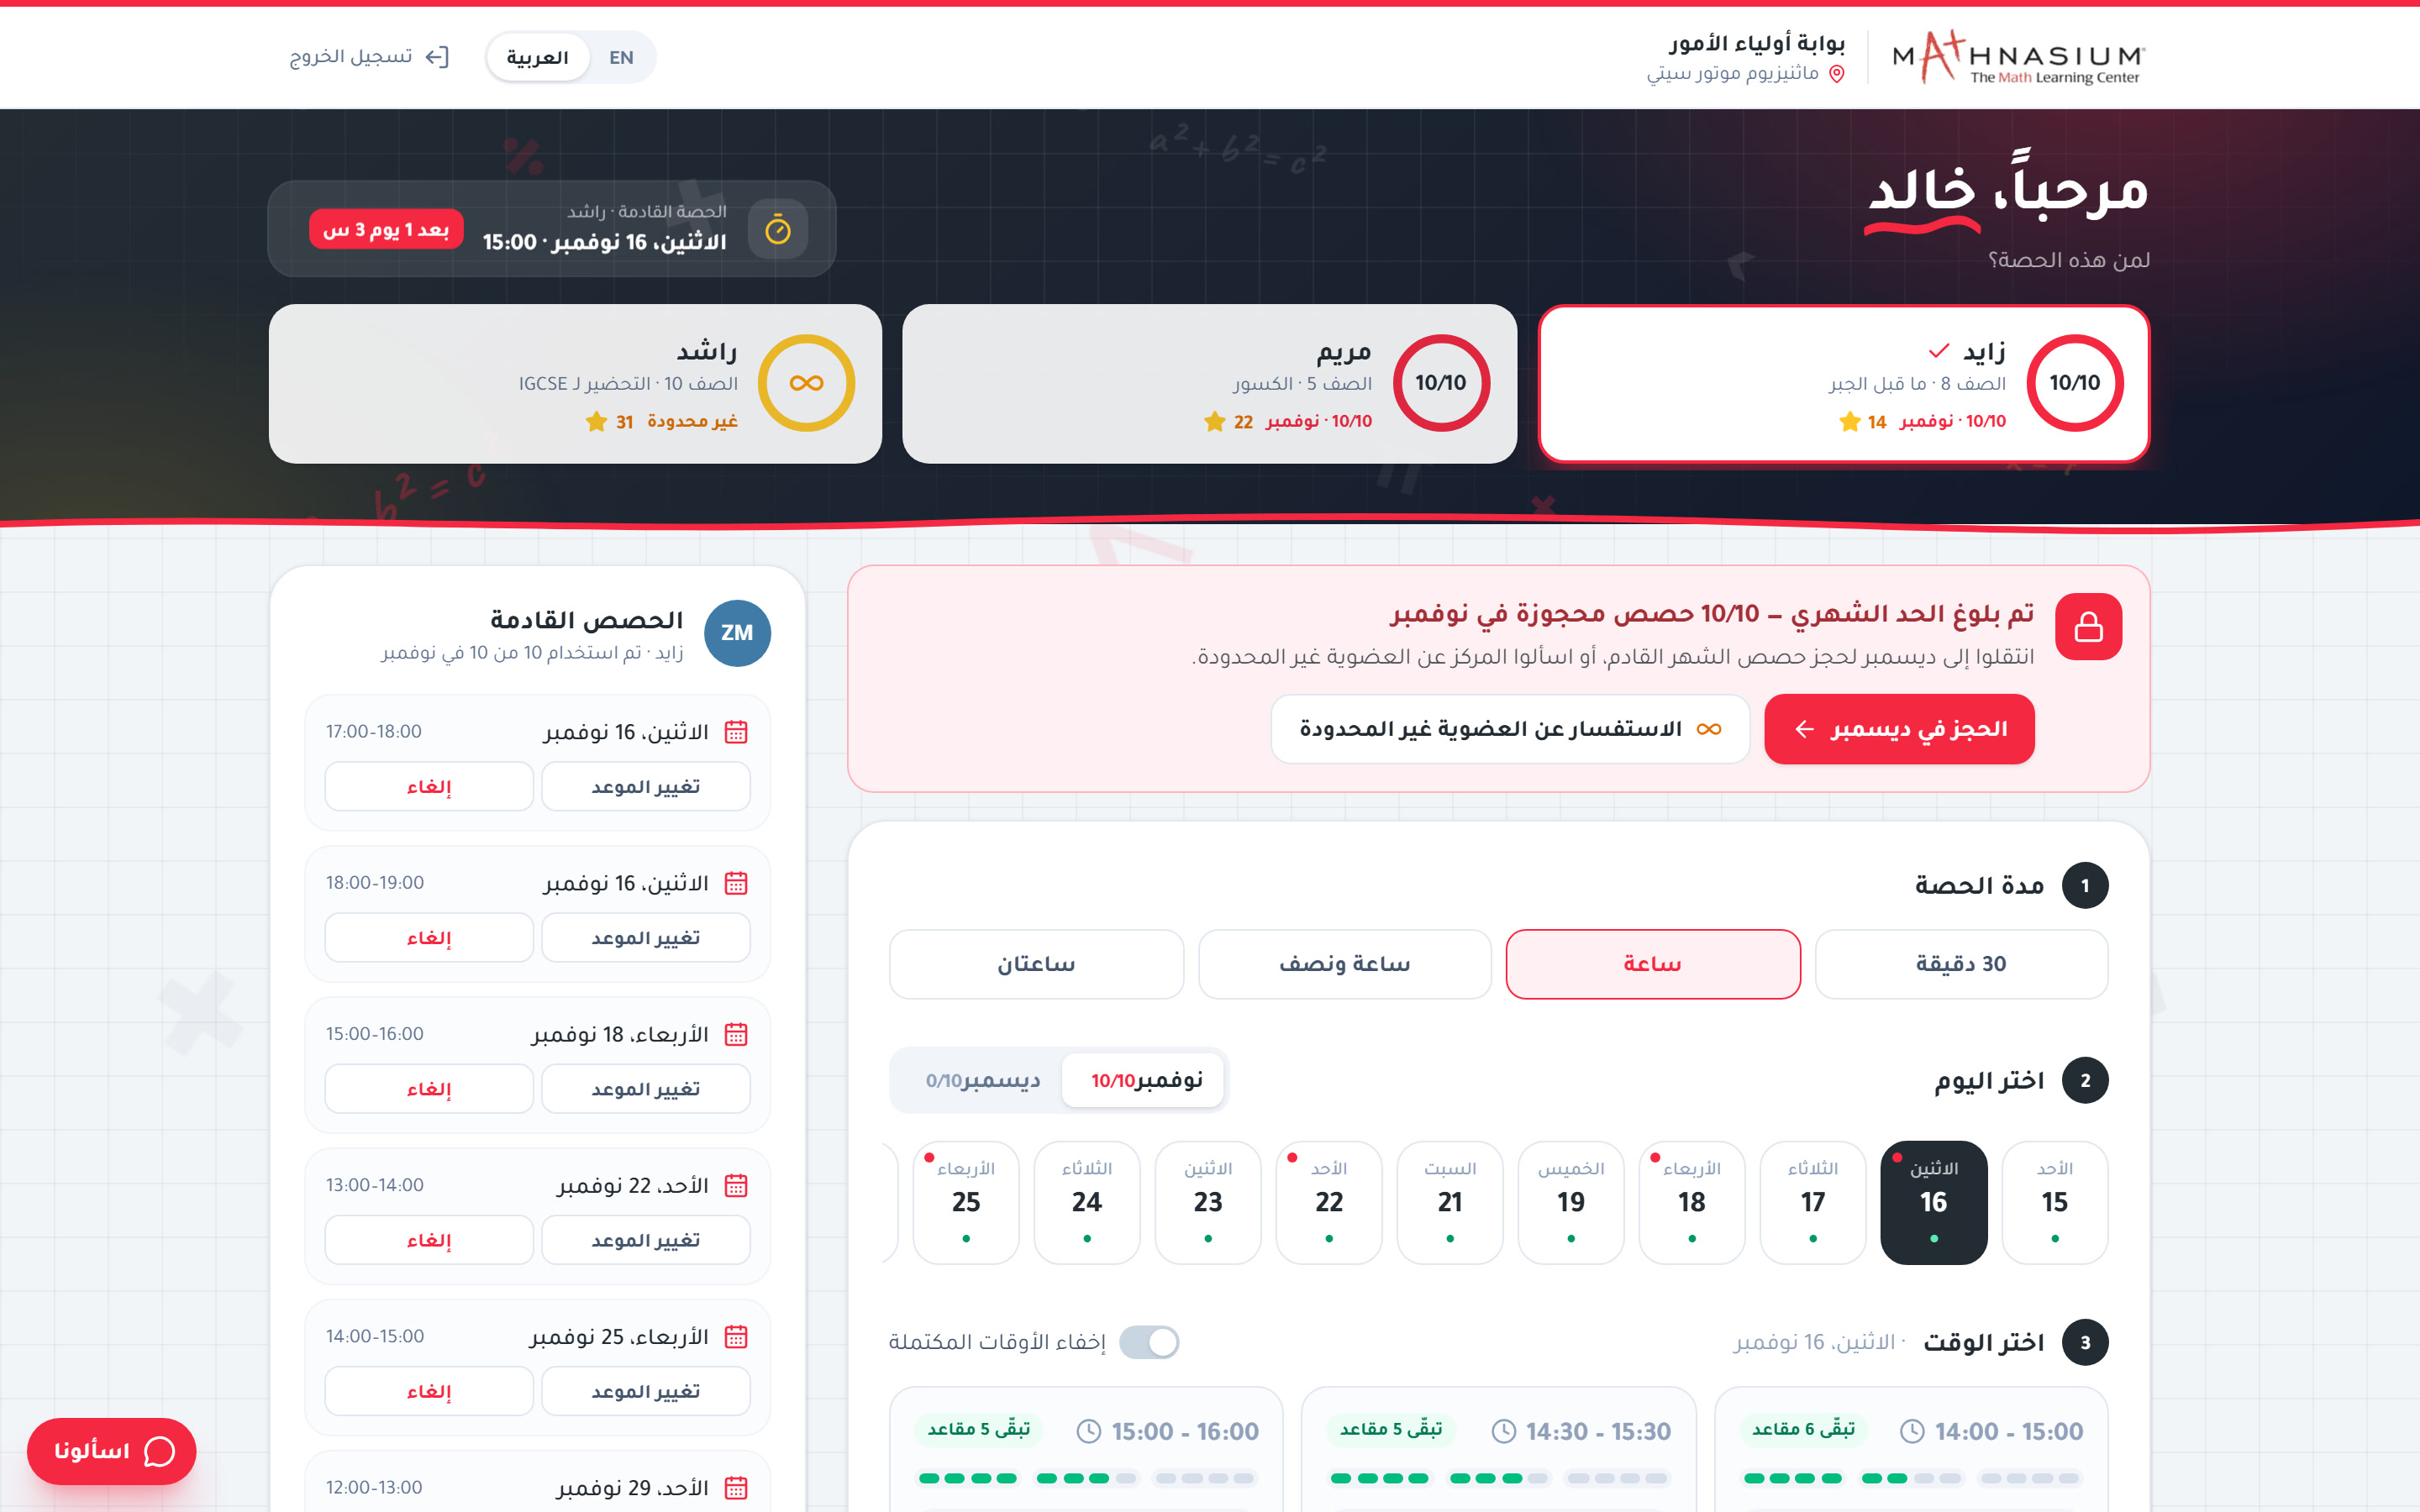 MATHNASIUM
The Math Learning Center
بوابة أولياء الأمور
ماثنيزيوم موتور سيتي
EN
العربية
تسجيل الخروج
a² + b² = c²
مرحباً، خالد
لمن هذه الحصة؟
الحصة القادمة · راشد
الاثنين، 16 نوفمبر · 15:00
بعد 1 يوم 3 س
10/10
زايد
الصف 8 · ما قبل الجبر
10/10 · نوفمبر 14
10/10
مريم
الصف 5 · الكسور
10/10 · نوفمبر 22
راشد
الصف 10 · التحضير لـ IGCSE
غير محدودة 31
b² = c
تم بلوغ الحد الشهري — 10/10 حصص محجوزة في نوفمبر
انتقلوا إلى ديسمبر لحجز حصص الشهر القادم، أو اسألوا المركز عن العضوية غير المحدودة.
الحجز في ديسمبر
الاستفسار عن العضوية غير المحدودة
1 مدة الحصة
30 دقيقة
ساعة
ساعة ونصف
ساعتان
2 اختر اليوم
نوفمبر 10/10
ديسمبر 0/10
الأحد 15
الاثنين 16
الثلاثاء 17
الأربعاء 18
الخميس 19
السبت 21
الأحد 22
الاثنين 23
الثلاثاء 24
الأربعاء 25
3 اختر الوقت · الاثنين، 16 نوفمبر
إخفاء الأوقات المكتملة
14:00 - 15:00
تبقّى 6 مقاعد
14:30 - 15:30
تبقّى 5 مقاعد
15:00 - 16:00
تبقّى 5 مقاعد
ZM
الحصص القادمة
زايد · تم استخدام 10 من 10 في نوفمبر
الاثنين، 16 نوفمبر 17:00-18:00
تغيير الموعد إلغاء
الاثنين، 16 نوفمبر 18:00-19:00
تغيير الموعد إلغاء
الأربعاء، 18 نوفمبر 15:00-16:00
تغيير الموعد إلغاء
الأحد، 22 نوفمبر 13:00-14:00
تغيير الموعد إلغاء
الأربعاء، 25 نوفمبر 14:00-15:00
تغيير الموعد إلغاء
الأحد، 29 نوفمبر 12:00-13:00
اسألونا